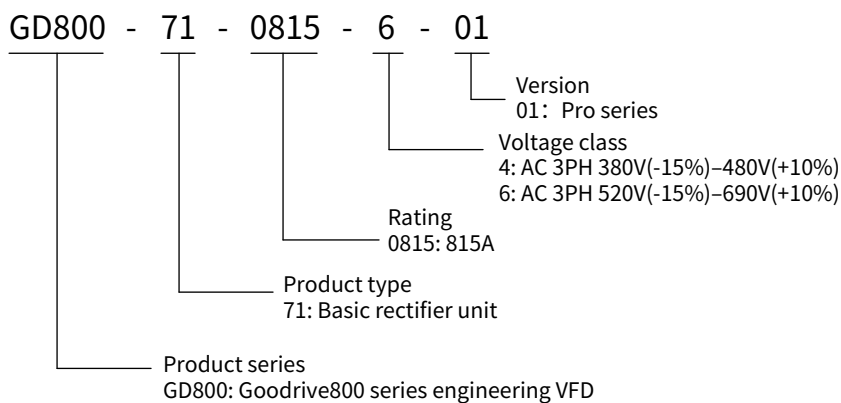 GD800 - 71 - 0815 - 6 - 01
Version
01： Pro series
Voltage class
4: AC 3PH 380V(-15%)–480V(+10%)
6: AC 3PH 520V(-15%)–690V(+10%)
Rating
0815: 815A
Product type
71: Basic rectifier unit
Product series
GD800: Goodrive800 series engineering VFD